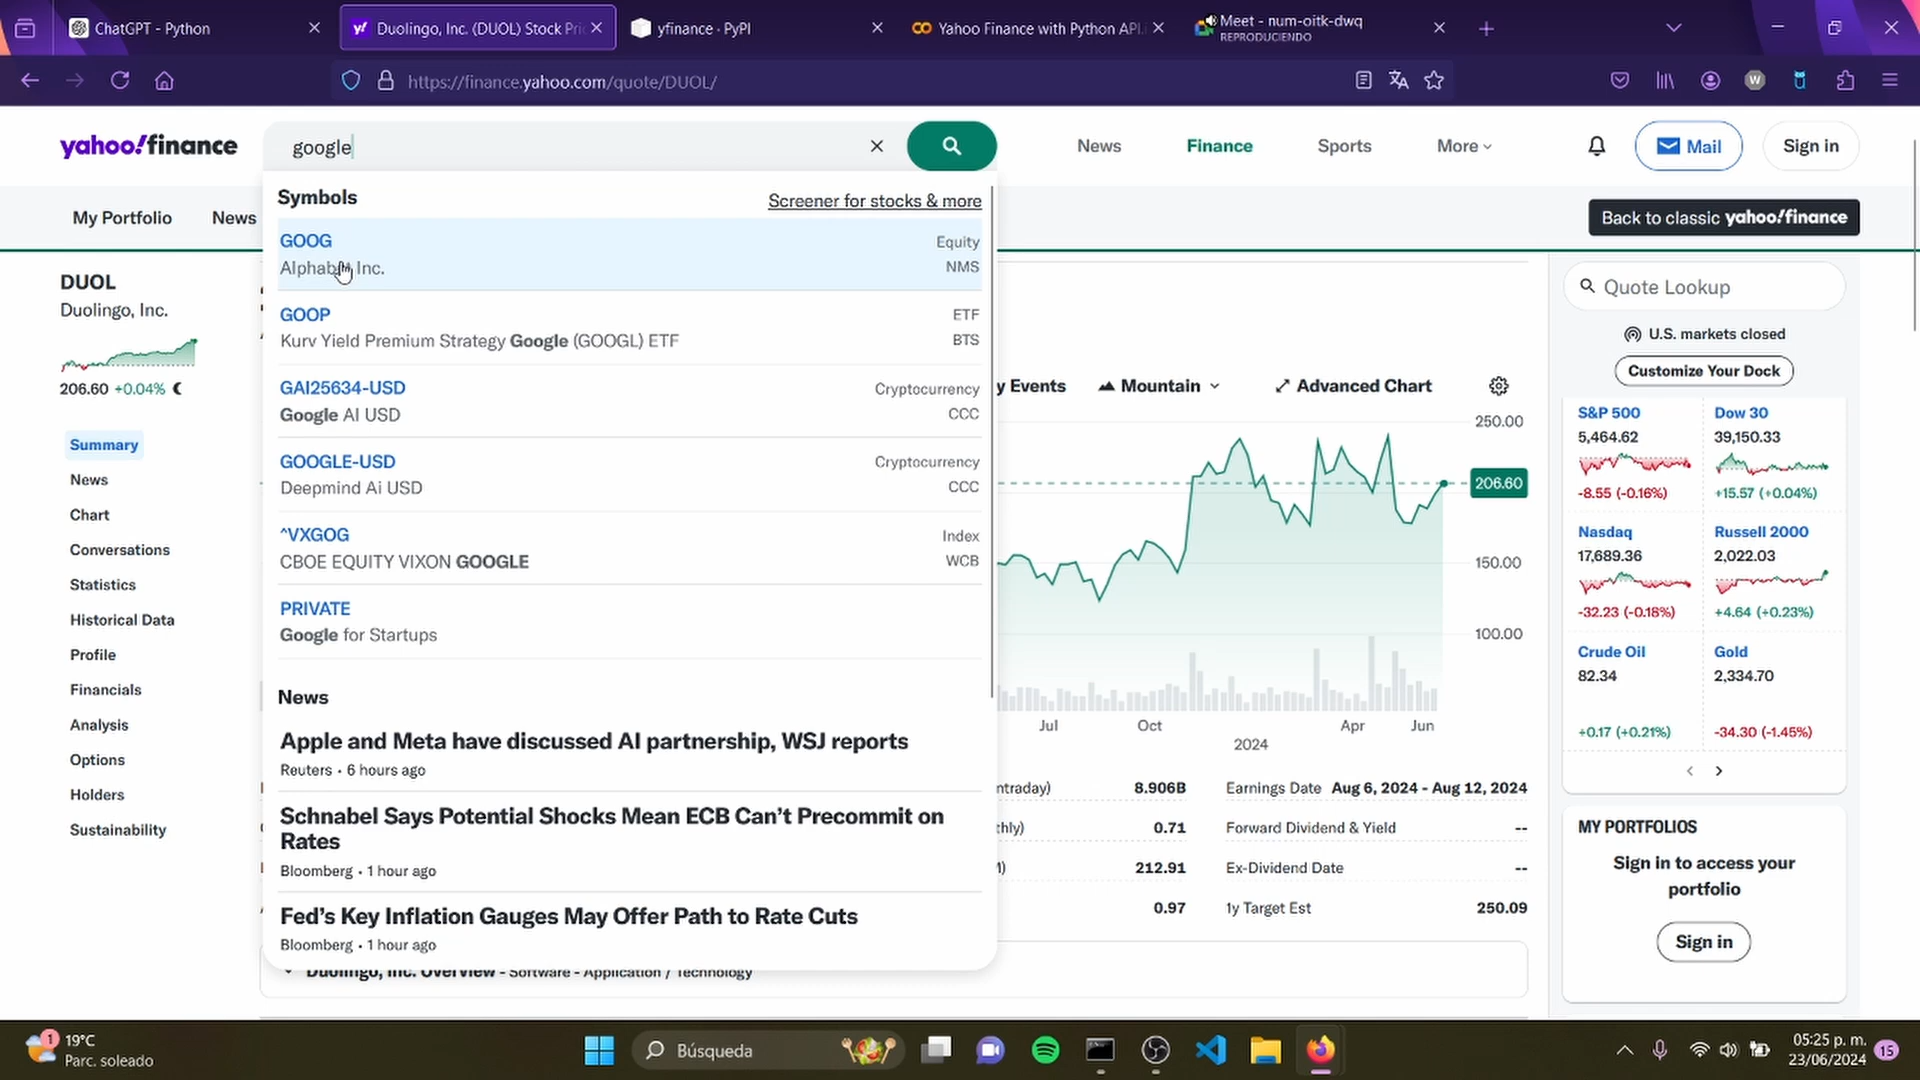 ChatGPT - Python
Duolingo, Inc. (DUOL) Stock Pric
yfinance · PyPI
Yahoo Finance with Python API.i
Meet - num-oitk-dwq
REPRODUCIENDO
https://finance.yahoo.com/quote/DUOL/
W
yahoo!finance
google
News
Finance
Sports
More
Mail
Sign in
My Portfolio
News
Back to classic yahoo!finance
Symbols
Screener for stocks & more
GOOG
Equity
Alphabet Inc.
NMS
GOOP
ETF
Kurv Yield Premium Strategy Google (GOOGL) ETF
BTS
GAI25634-USD
Cryptocurrency
Google AI USD
CCC
GOOGLE-USD
Cryptocurrency
Deepmind Ai USD
CCC
^VXGOG
Index
CBOE EQUITY VIXON GOOGLE
WCB
PRIVATE
Google for Startups
News
Apple and Meta have discussed AI partnership, WSJ reports
Reuters • 6 hours ago
Schnabel Says Potential Shocks Mean ECB Can’t Precommit on
Rates
Bloomberg • 1 hour ago
Fed’s Key Inflation Gauges May Offer Path to Rate Cuts
Bloomberg • 1 hour ago
DUOL
Duolingo, Inc.
206.60 +0.04%
Summary
News
Chart
Conversations
Statistics
Historical Data
Profile
Financials
Analysis
Options
Holders
Sustainability
y Events
Mountain
Advanced Chart
250.00
206.60
150.00
100.00
Jul
Oct
2024
Apr
Jun
ntraday)
8.906B
Earnings Date
Aug 6, 2024 - Aug 12, 2024
thly)
0.71
Forward Dividend & Yield
--
212.91
Ex-Dividend Date
--
0.97
1y Target Est
250.09
Duolingo, Inc. Overview - Software - Application / Technology
Quote Lookup
U.S. markets closed
Customize Your Dock
S&P 500
5,464.62
-8.55 (-0.16%)
Dow 30
39,150.33
+15.57 (+0.04%)
Nasdaq
17,689.36
-32.23 (-0.18%)
Russell 2000
2,022.03
+4.64 (+0.23%)
Crude Oil
82.34
+0.17 (+0.21%)
Gold
2,334.70
-34.30 (-1.45%)
MY PORTFOLIOS
Sign in to access your
portfolio
Sign in
1
19°C
Parc. soleado
Búsqueda
05:25 p. m.
23/06/2024
15